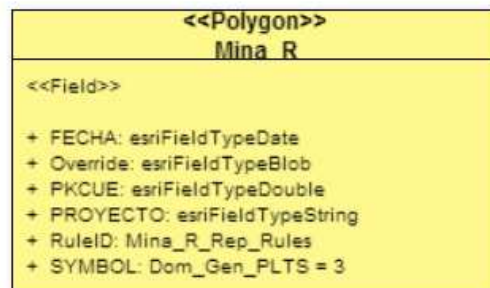 <<Polygon>>
Mina_R
<<Field>>
+ FECHA: esriFieldTypeDate
+ Override: esriFieldTypeBlob
+ PKCUE: esriFieldTypeDouble
+ PROYECTO: esriFieldTypeString
+ RuleID: Mina_R_Rep_Rules
+ SYMBOL: Dom_Gen_PLTS = 3